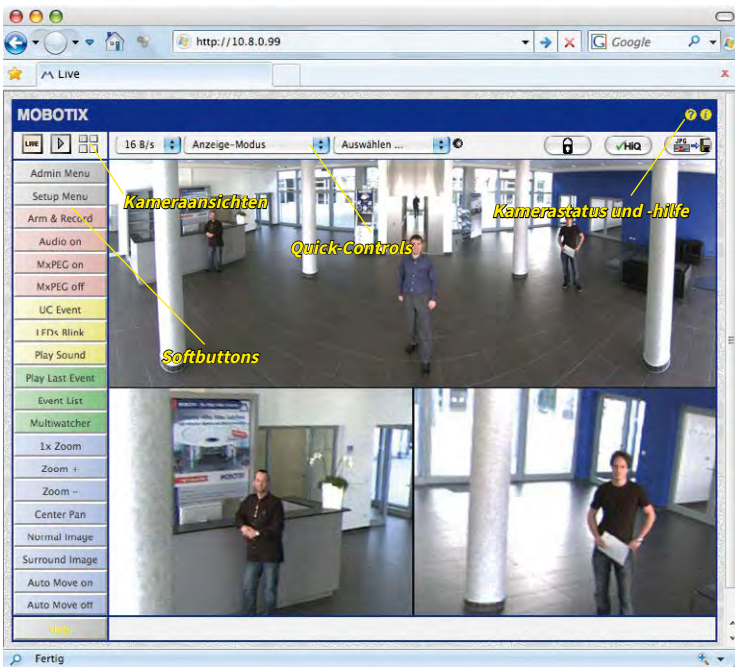 http://10.8.0.99
Google
Live
MOBOTIX
LIVE
16 B/s
Anzeige-Modus
Auswählen ...
HiQ
JPG
Admin Menu
Setup Menu
Arm & Record
Audio on
MxPEG on
MxPEG off
UC Event
LEDs Blink
Play Sound
Play Last Event
Event List
Multiwatcher
1x Zoom
Zoom +
Zoom –
Center Pan
Normal Image
Surround Image
Auto Move on
Auto Move off
Kameraansichten
Quick-Controls
Kamerastatus und -hilfe
Softbuttons
MOBOTIX
Fertig